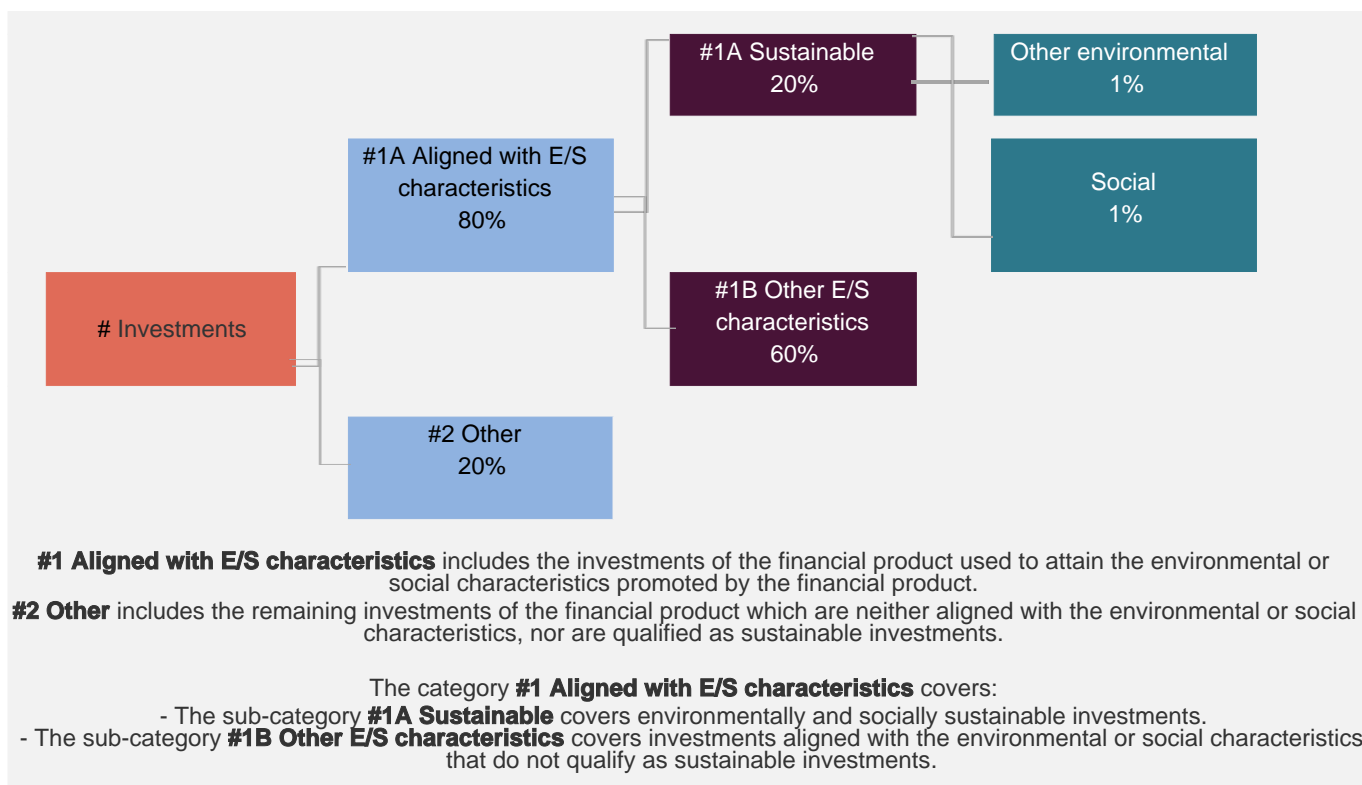 #1A Sustainable
20%
Other environmental
1%
#1A Aligned with E/S
characteristics
80%
Social
1%
# Investments
#1B Other E/S
characteristics
60%
#2 Other
20%
#1 Aligned with E/S characteristics includes the investments of the financial product used to attain the environmental or
social characteristics promoted by the financial product.
#2 Other includes the remaining investments of the financial product which are neither aligned with the environmental or social
characteristics, nor are qualified as sustainable investments.
The category #1 Aligned with E/S characteristics covers:
- The sub-category #1A Sustainable covers environmentally and socially sustainable investments.
- The sub-category #1B Other E/S characteristics covers investments aligned with the environmental or social characteristics
that do not qualify as sustainable investments.